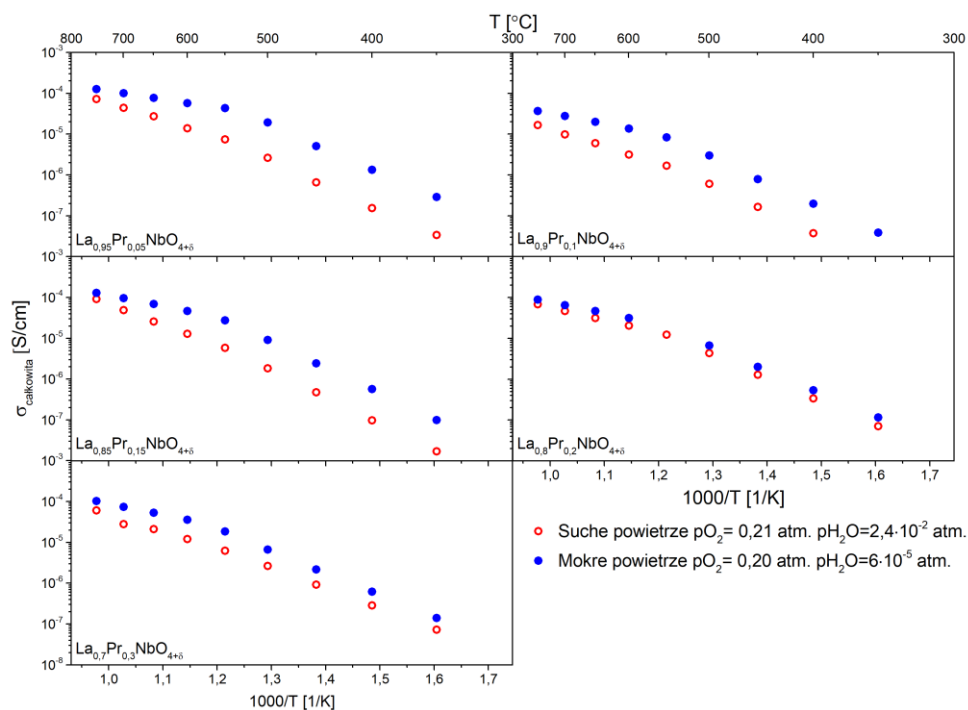 T [°C]
800 700 600 500 400 300 700 600 500 400 300
10⁻³
10⁻⁴
10⁻⁵
10⁻⁶
10⁻⁷
10⁻³
La₀,₉₅Pr₀,₀₅NbO₄₊δ
La₀,₉Pr₀,₁NbO₄₊δ
10⁻⁴
10⁻⁵
10⁻⁶
10⁻⁷
10⁻³
La₀,₈₅Pr₀,₁₅NbO₄₊δ
La₀,₈Pr₀,₂NbO₄₊δ
σcałkowita [S/cm]
1,0 1,1 1,2 1,3 1,4 1,5 1,6 1,7
1000/T [1/K]
10⁻⁴
10⁻⁵
10⁻⁶
10⁻⁷
10⁻⁸
La₀,₇Pr₀,₃NbO₄₊δ
1,0 1,1 1,2 1,3 1,4 1,5 1,6 1,7
1000/T [1/K]
Suche powietrze pO₂= 0,21 atm. pH₂O=2,4·10⁻² atm.
Mokre powietrze pO₂= 0,20 atm. pH₂O=6·10⁻⁵ atm.